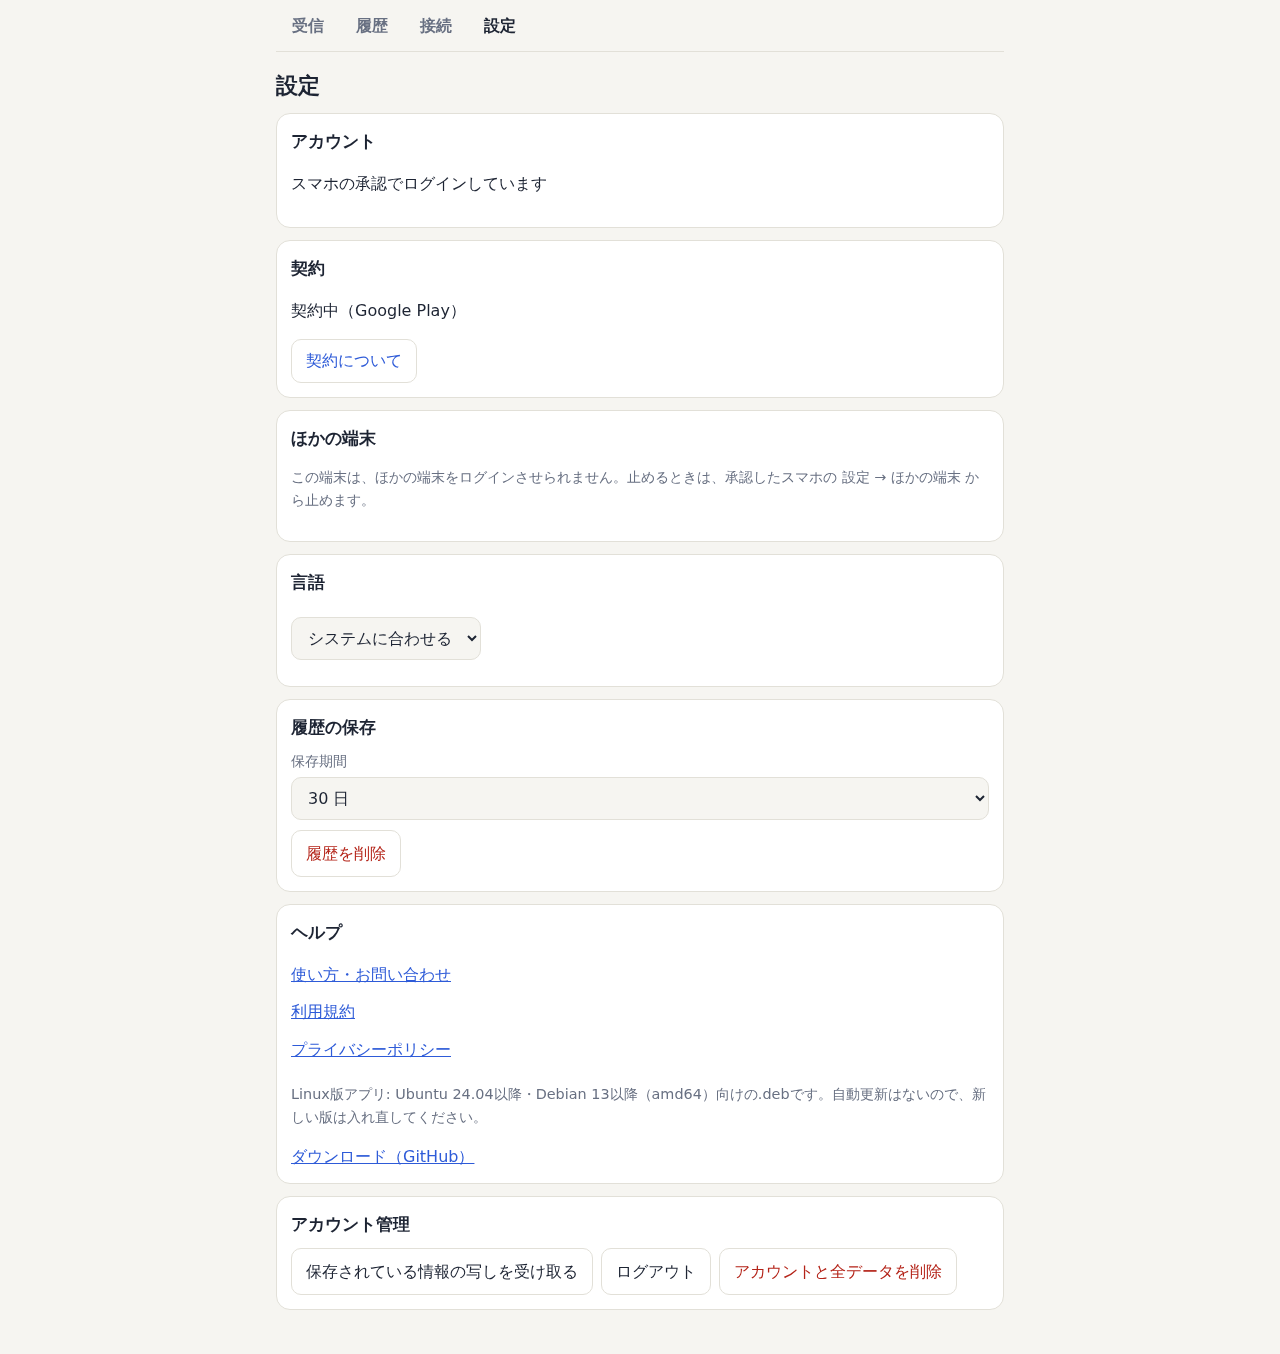 受信 履歴 接続 設定
設定
アカウント
スマホの承認でログインしています
契約
契約中（Google Play）
契約について
ほかの端末
この端末は、ほかの端末をログインさせられません。止めるときは、承認したスマホの 設定 → ほかの端末 か
ら止めます。
言語
システムに合わせる
履歴の保存
保存期間
30 日
履歴を削除
ヘルプ
使い方・お問い合わせ
利用規約
プライバシーポリシー
Linux版アプリ: Ubuntu 24.04以降・Debian 13以降（amd64）向けの.debです。自動更新はないので、新
しい版は入れ直してください。
ダウンロード（GitHub）
アカウント管理
保存されている情報の写しを受け取る ログアウト アカウントと全データを削除